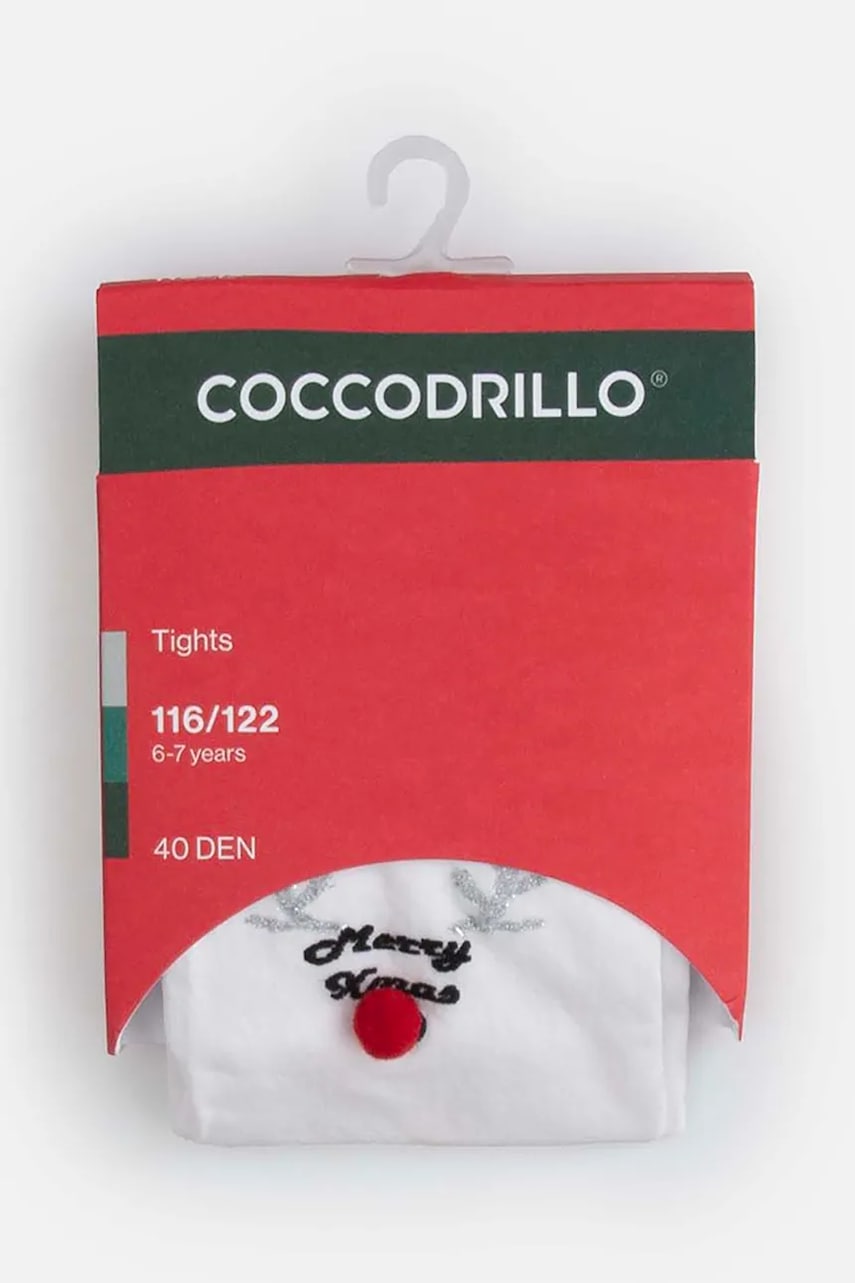 COCCODRILLO®
Tights
116/122
6-7 years
40 DEN
Merry
Xmas